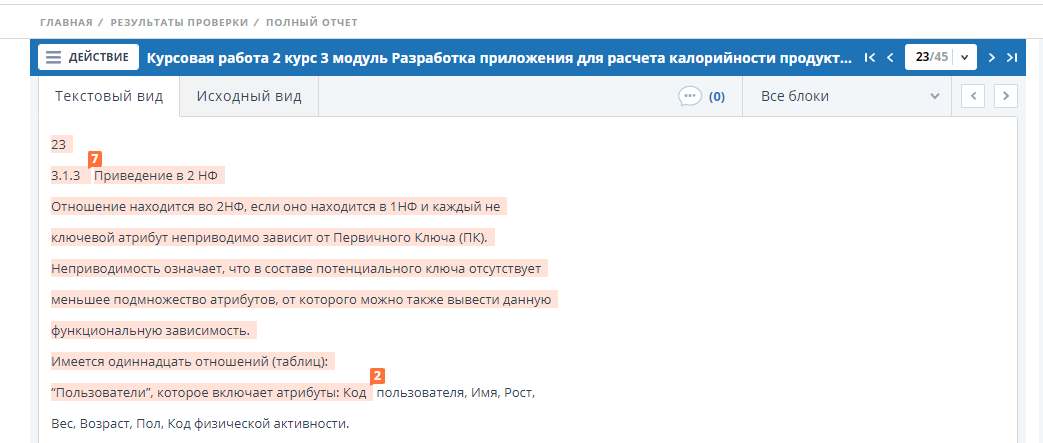 ГЛАВНАЯ / РЕЗУЛЬТАТЫ ПРОВЕРКИ / ПОЛНЫЙ ОТЧЕТ
ДЕЙСТВИЕ Курсовая работа 2 курс 3 модуль Разработка приложения для расчета калорийности продукт... 23/45
Текстовый вид Исходный вид (0) Все блоки
23
7
3.1.3 Приведение в 2 НФ
Отношение находится во 2НФ, если оно находится в 1НФ и каждый не
ключевой атрибут неприводимо зависит от Первичного Ключа (ПК).
Неприводимость означает, что в составе потенциального ключа отсутствует
меньшее подмножество атрибутов, от которого можно также вывести данную
функциональную зависимость.
Имеется одиннадцать отношений (таблиц):
2
“Пользователи”, которое включает атрибуты: Код пользователя, Имя, Рост,
Вес, Возраст, Пол, Код физической активности.